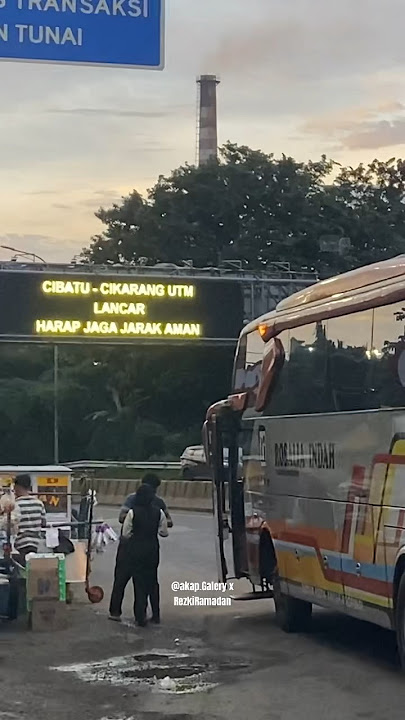 TRANSAKSI
TUNAI
CIBATU - CIKARANG UTM
LANCAR
HARAP JAGA JARAK AMAN
ROSALIA INDAH
@akap.Galery x
RezkiRamadan